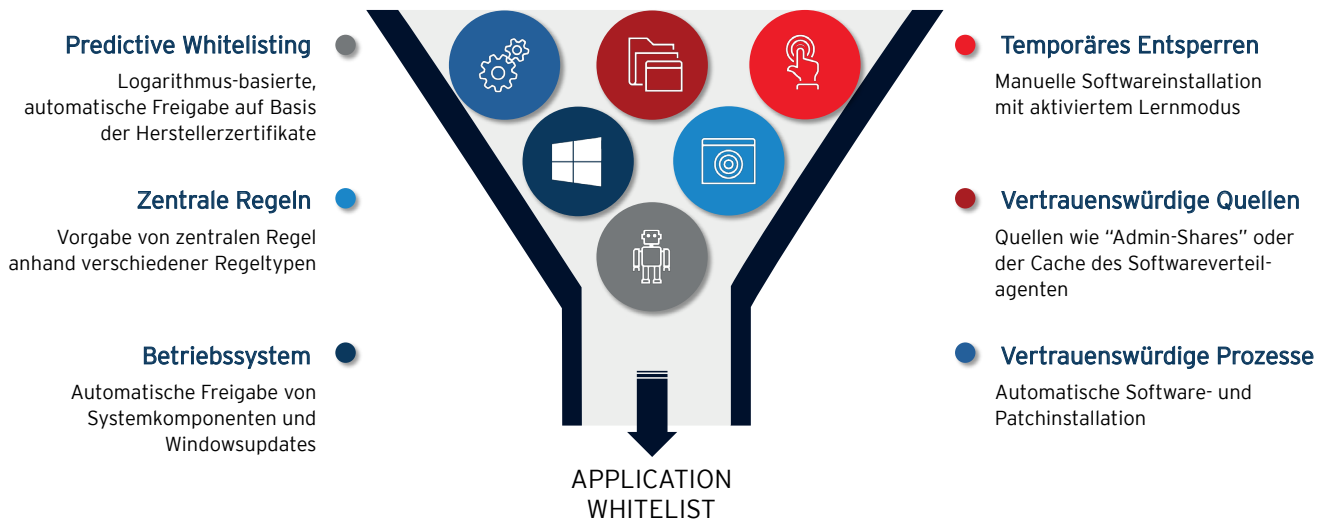 Predictive Whitelisting
Logarithmus-basierte,
automatische Freigabe auf Basis
der Herstellerzertifikate
Zentrale Regeln
Vorgabe von zentralen Regel
anhand verschiedener Regeltypen
Betriebssystem
Automatische Freigabe von
Systemkomponenten und
Windowsupdates
Temporäres Entsperren
Manuelle Softwareinstallation
mit aktiviertem Lernmodus
Vertrauenswürdige Quellen
Quellen wie “Admin-Shares” oder
der Cache des Softwareverteil-
agenten
Vertrauenswürdige Prozesse
Automatische Software- und
Patchinstallation
APPLICATION
WHITELIST